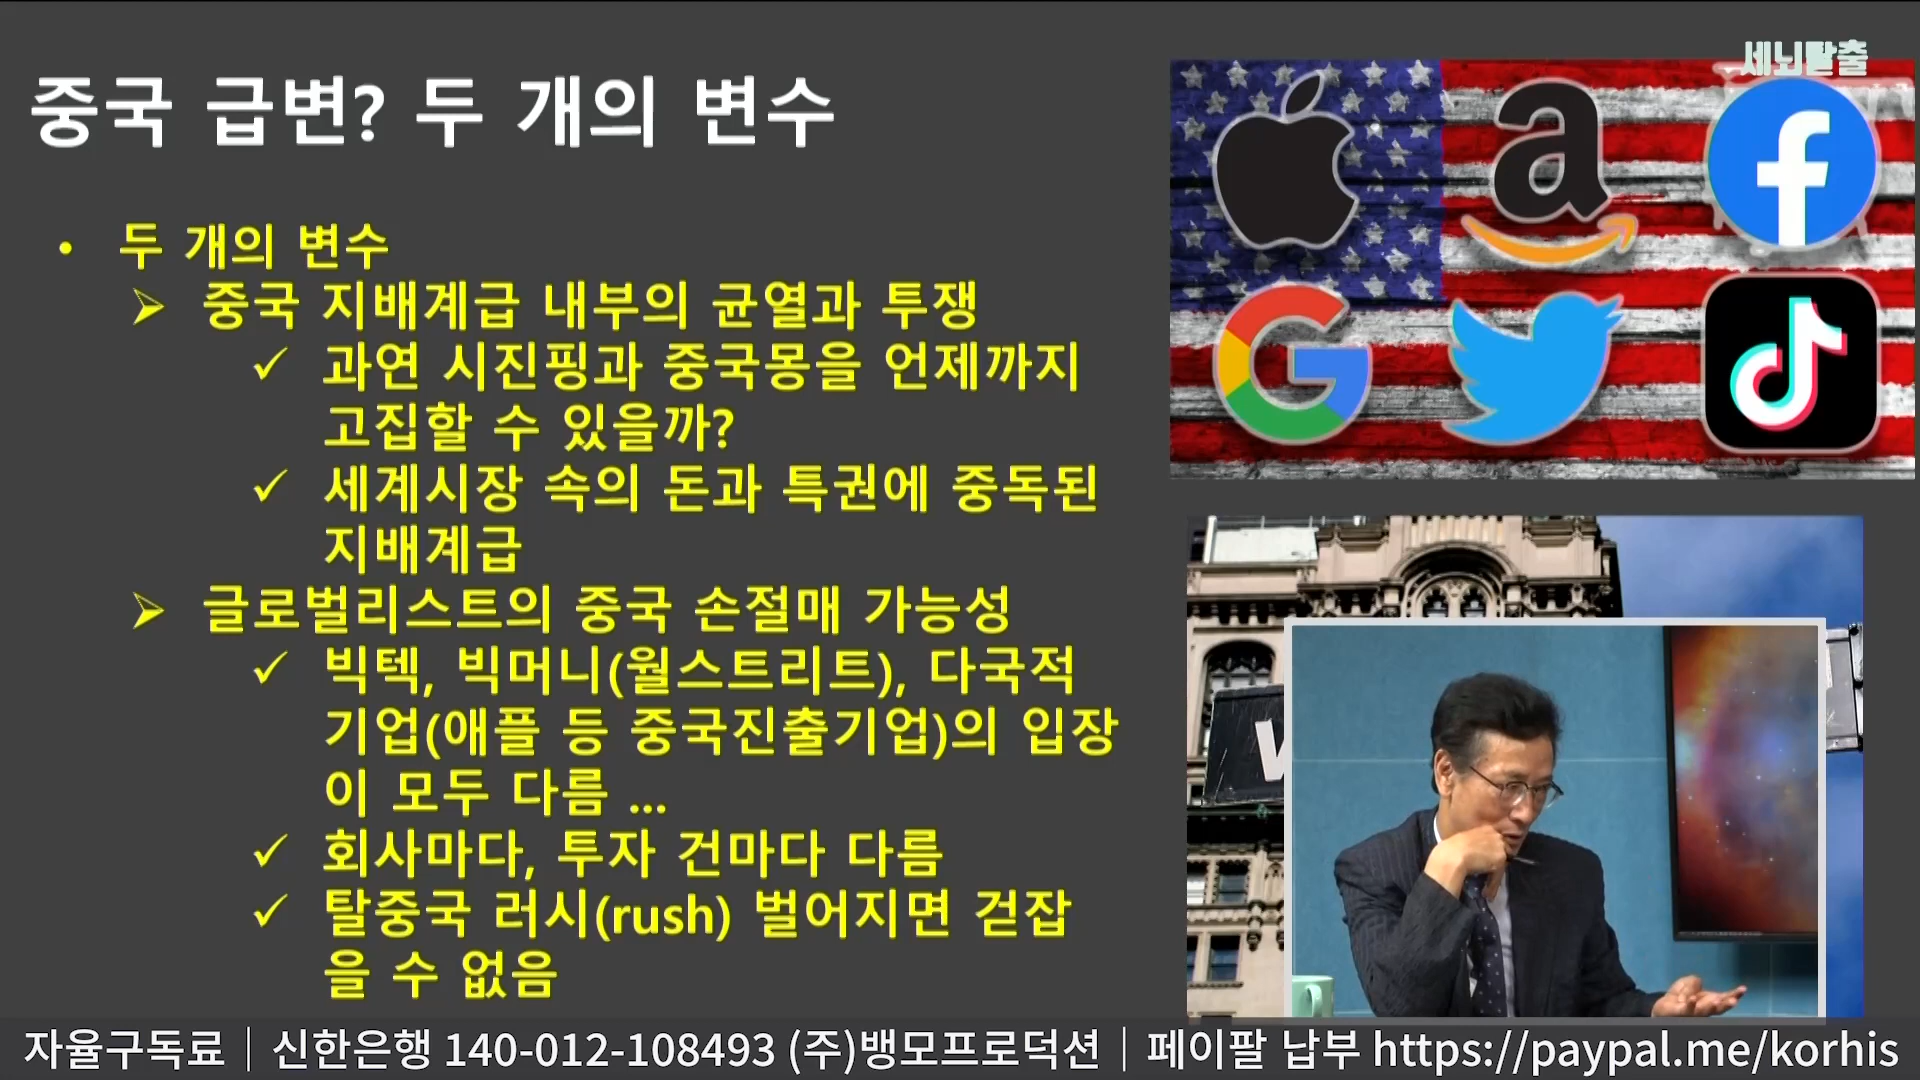 세뇌탈출
중국 급변? 두 개의 변수
• 두 개의 변수
➢ 중국 지배계급 내부의 균열과 투쟁
✓ 과연 시진핑과 중국몽을 언제까지
고집할 수 있을까?
✓ 세계시장 속의 돈과 특권에 중독된
지배계급
➢ 글로벌리스트의 중국 손절매 가능성
✓ 빅텍, 빅머니(월스트리트), 다국적
기업(애플 등 중국진출기업)의 입장
이 모두 다름 ...
✓ 회사마다, 투자 건마다 다름
✓ 탈중국 러시(rush) 벌어지면 걷잡
을 수 없음
자율구독료｜신한은행 140-012-108493 (주)뱅모프로덕션｜페이팔 납부 https://paypal.me/korhis